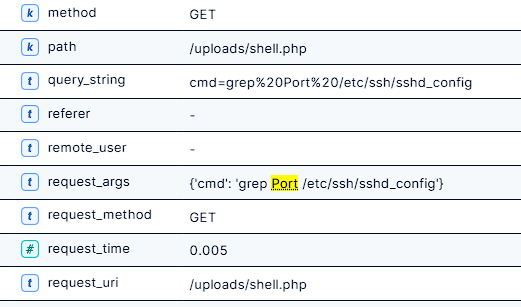 k method GET
k path /uploads/shell.php
t query_string cmd=grep%20Port%20/etc/ssh/sshd_config
t referer -
t remote_user -
t request_args {'cmd': 'grep Port /etc/ssh/sshd_config'}
t request_method GET
# request_time 0.005
t request_uri /uploads/shell.php